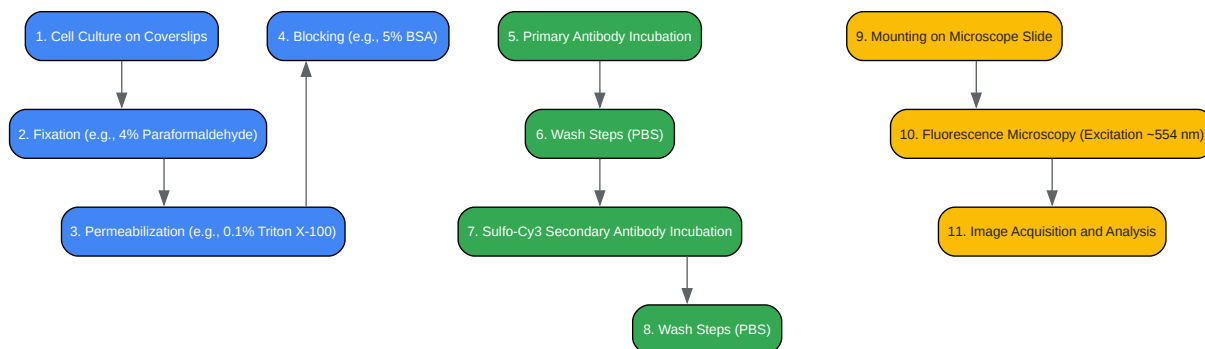 1. Cell Culture on Coverslips
2. Fixation (e.g., 4% Paraformaldehyde)
3. Permeabilization (e.g., 0.1% Triton X-100)
4. Blocking (e.g., 5% BSA)
5. Primary Antibody Incubation
6. Wash Steps (PBS)
7. Sulfo-Cy3 Secondary Antibody Incubation
8. Wash Steps (PBS)
9. Mounting on Microscope Slide
10. Fluorescence Microscopy (Excitation ~554 nm)
11. Image Acquisition and Analysis